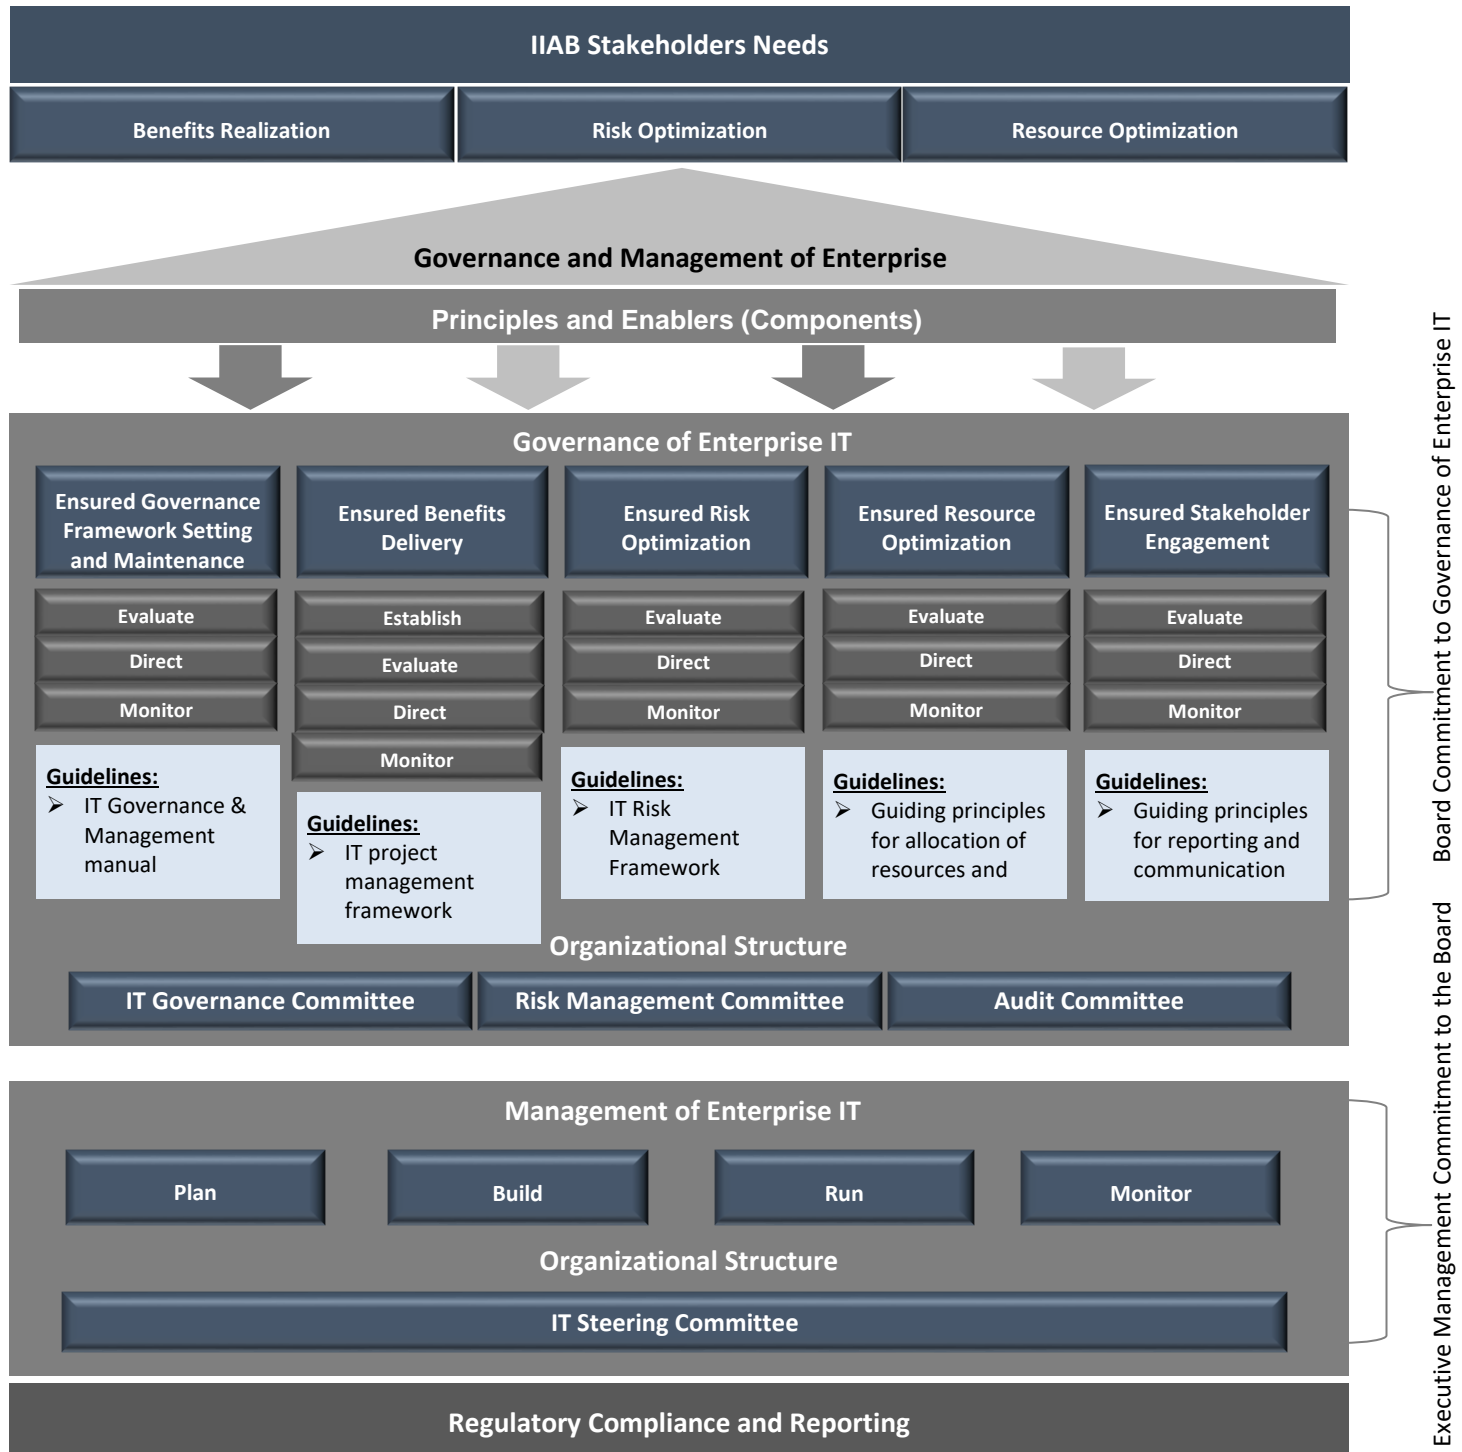 IIAB Stakeholders Needs
Benefits Realization
Risk Optimization
Resource Optimization
Governance and Management of Enterprise
Principles and Enablers (Components)
Governance of Enterprise IT
Ensured Governance
Framework Setting
and Maintenance
Evaluate
Direct
Monitor
Guidelines:
➢ IT Governance &
Management
manual
Ensured Benefits
Delivery
Establish
Evaluate
Direct
Monitor
Guidelines:
➢ IT project
management
framework
Ensured Risk
Optimization
Evaluate
Direct
Monitor
Guidelines:
➢ IT Risk
Management
Framework
Ensured Resource
Optimization
Evaluate
Direct
Monitor
Guidelines:
➢ Guiding principles
for allocation of
resources and
Ensured Stakeholder
Engagement
Evaluate
Direct
Monitor
Guidelines:
➢ Guiding principles
for reporting and
communication
Organizational Structure
IT Governance Committee
Risk Management Committee
Audit Committee
Board Commitment to Governance of Enterprise IT
Management of Enterprise IT
Plan
Build
Run
Monitor
Organizational Structure
IT Steering Committee
Executive Management Commitment to the Board
Regulatory Compliance and Reporting